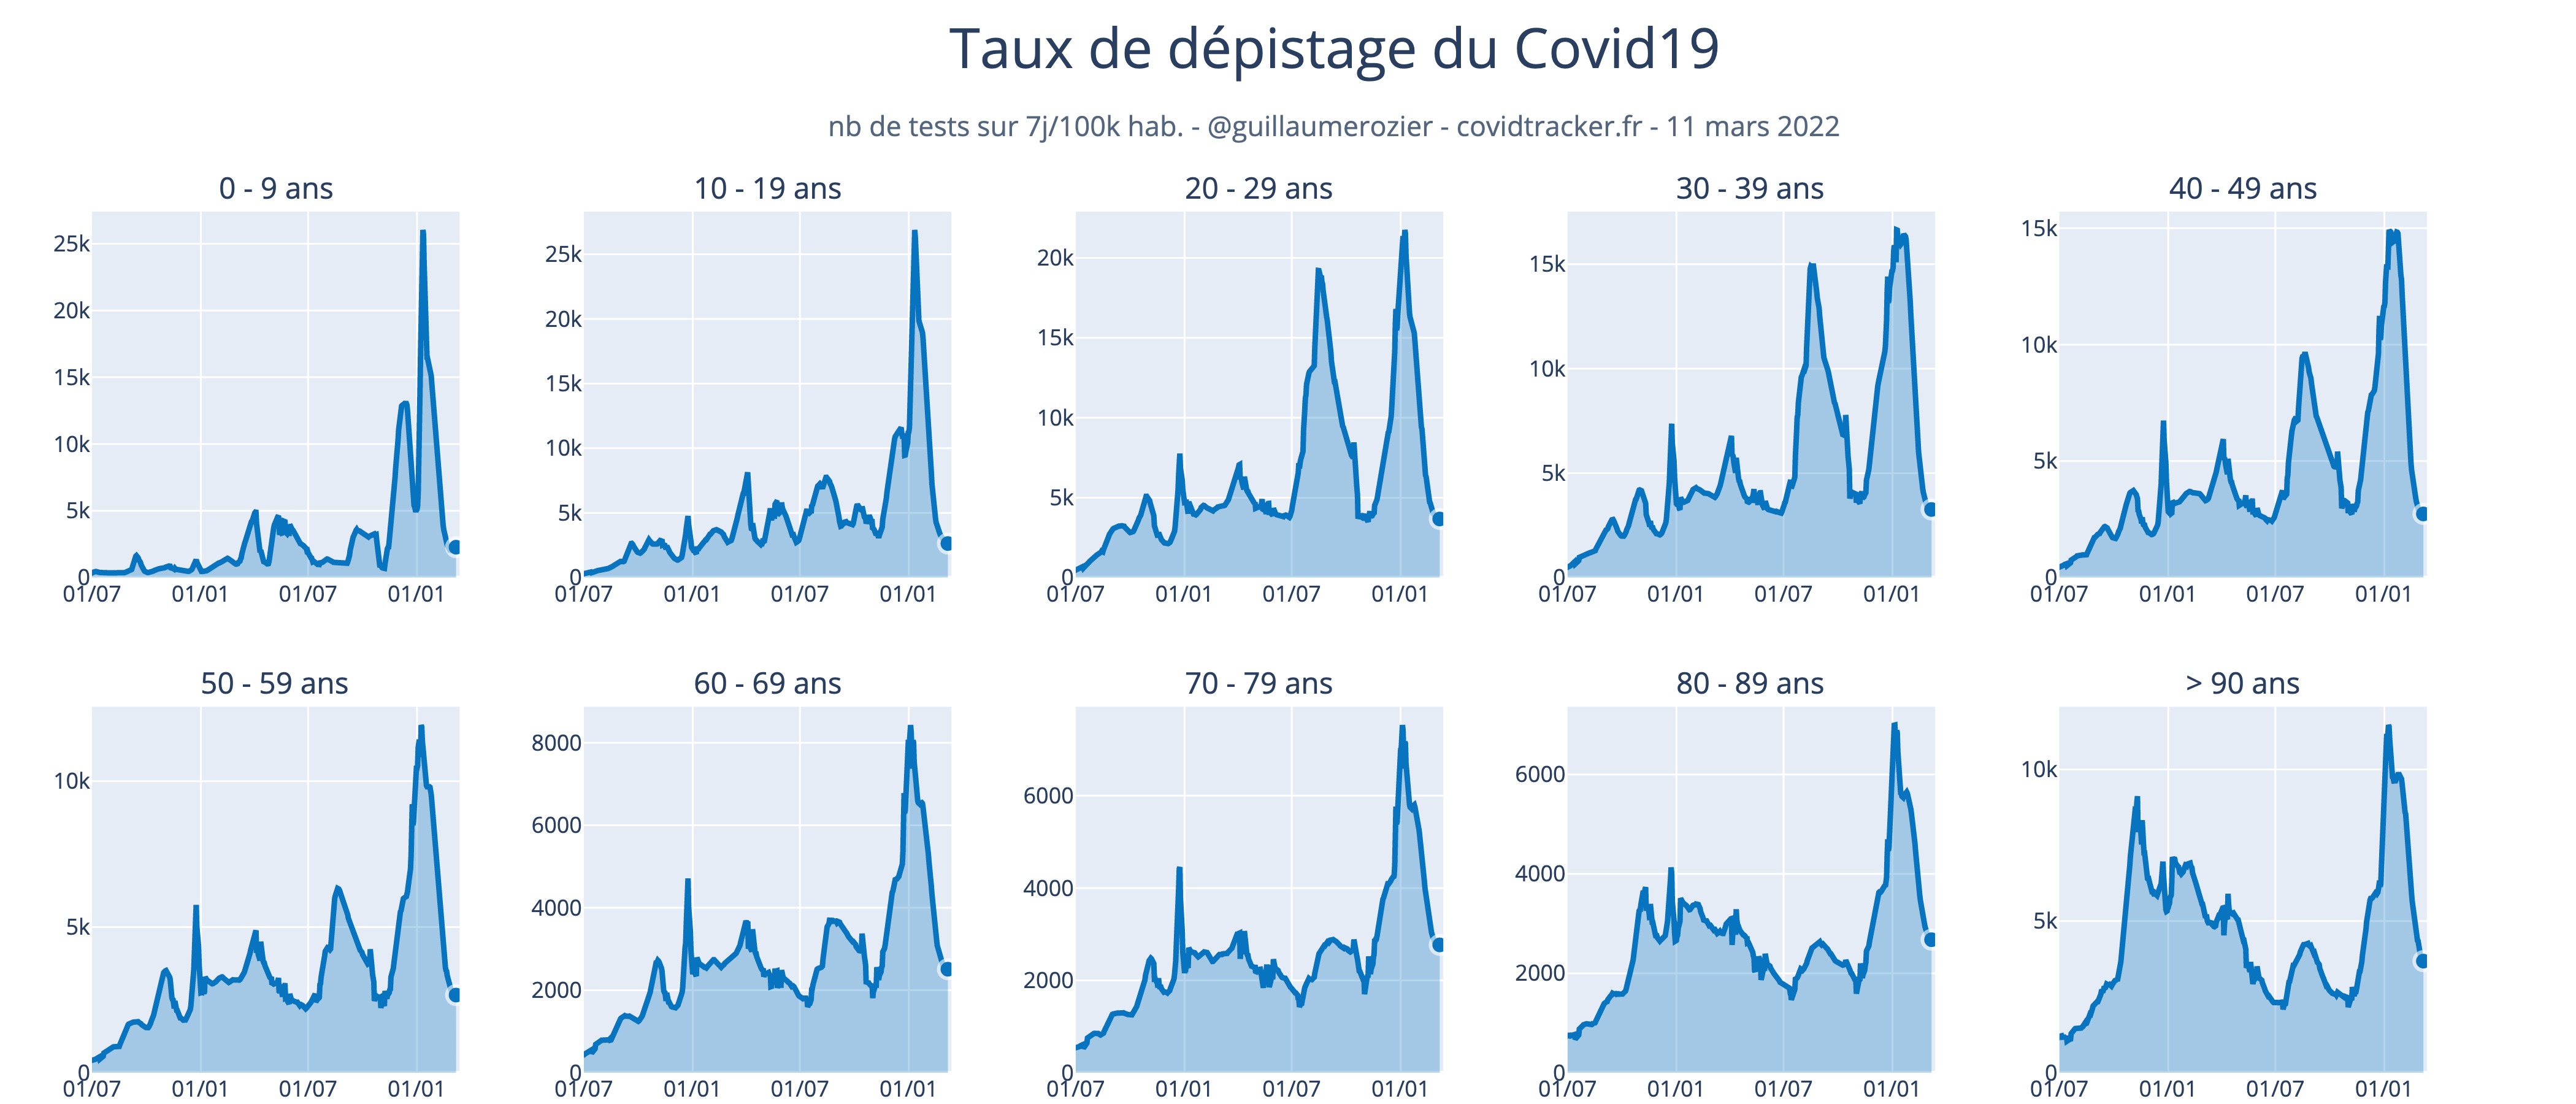 Taux de dépistage du Covid19
nb de tests sur 7j/100k hab. - @guillaumerozier - covidtracker.fr - 11 mars 2022
0 - 9 ans
25k
20k
15k
10k
5k
0
01/07 01/01 01/07 01/01
10 - 19 ans
25k
20k
15k
10k
5k
0
01/07 01/01 01/07 01/01
20 - 29 ans
20k
15k
10k
5k
0
01/07 01/01 01/07 01/01
30 - 39 ans
15k
10k
5k
0
01/07 01/01 01/07 01/01
40 - 49 ans
15k
10k
5k
0
01/07 01/01 01/07 01/01
50 - 59 ans
10k
5k
0
01/07 01/01 01/07 01/01
60 - 69 ans
8000
6000
4000
2000
0
01/07 01/01 01/07 01/01
70 - 79 ans
6000
4000
2000
0
01/07 01/01 01/07 01/01
80 - 89 ans
6000
4000
2000
0
01/07 01/01 01/07 01/01
> 90 ans
10k
5k
0
01/07 01/01 01/07 01/01